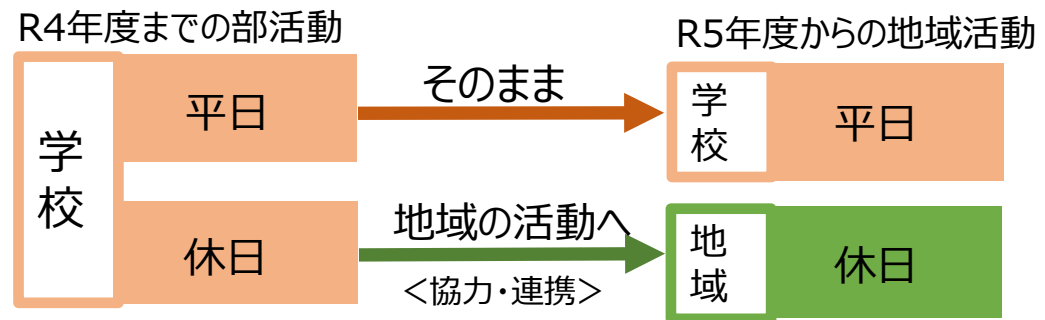 R4年度までの部活動
学校
平日
休日
そのまま
地域の活動へ
＜協力・連携＞
R5年度からの地域活動
学校
平日
地域
休日